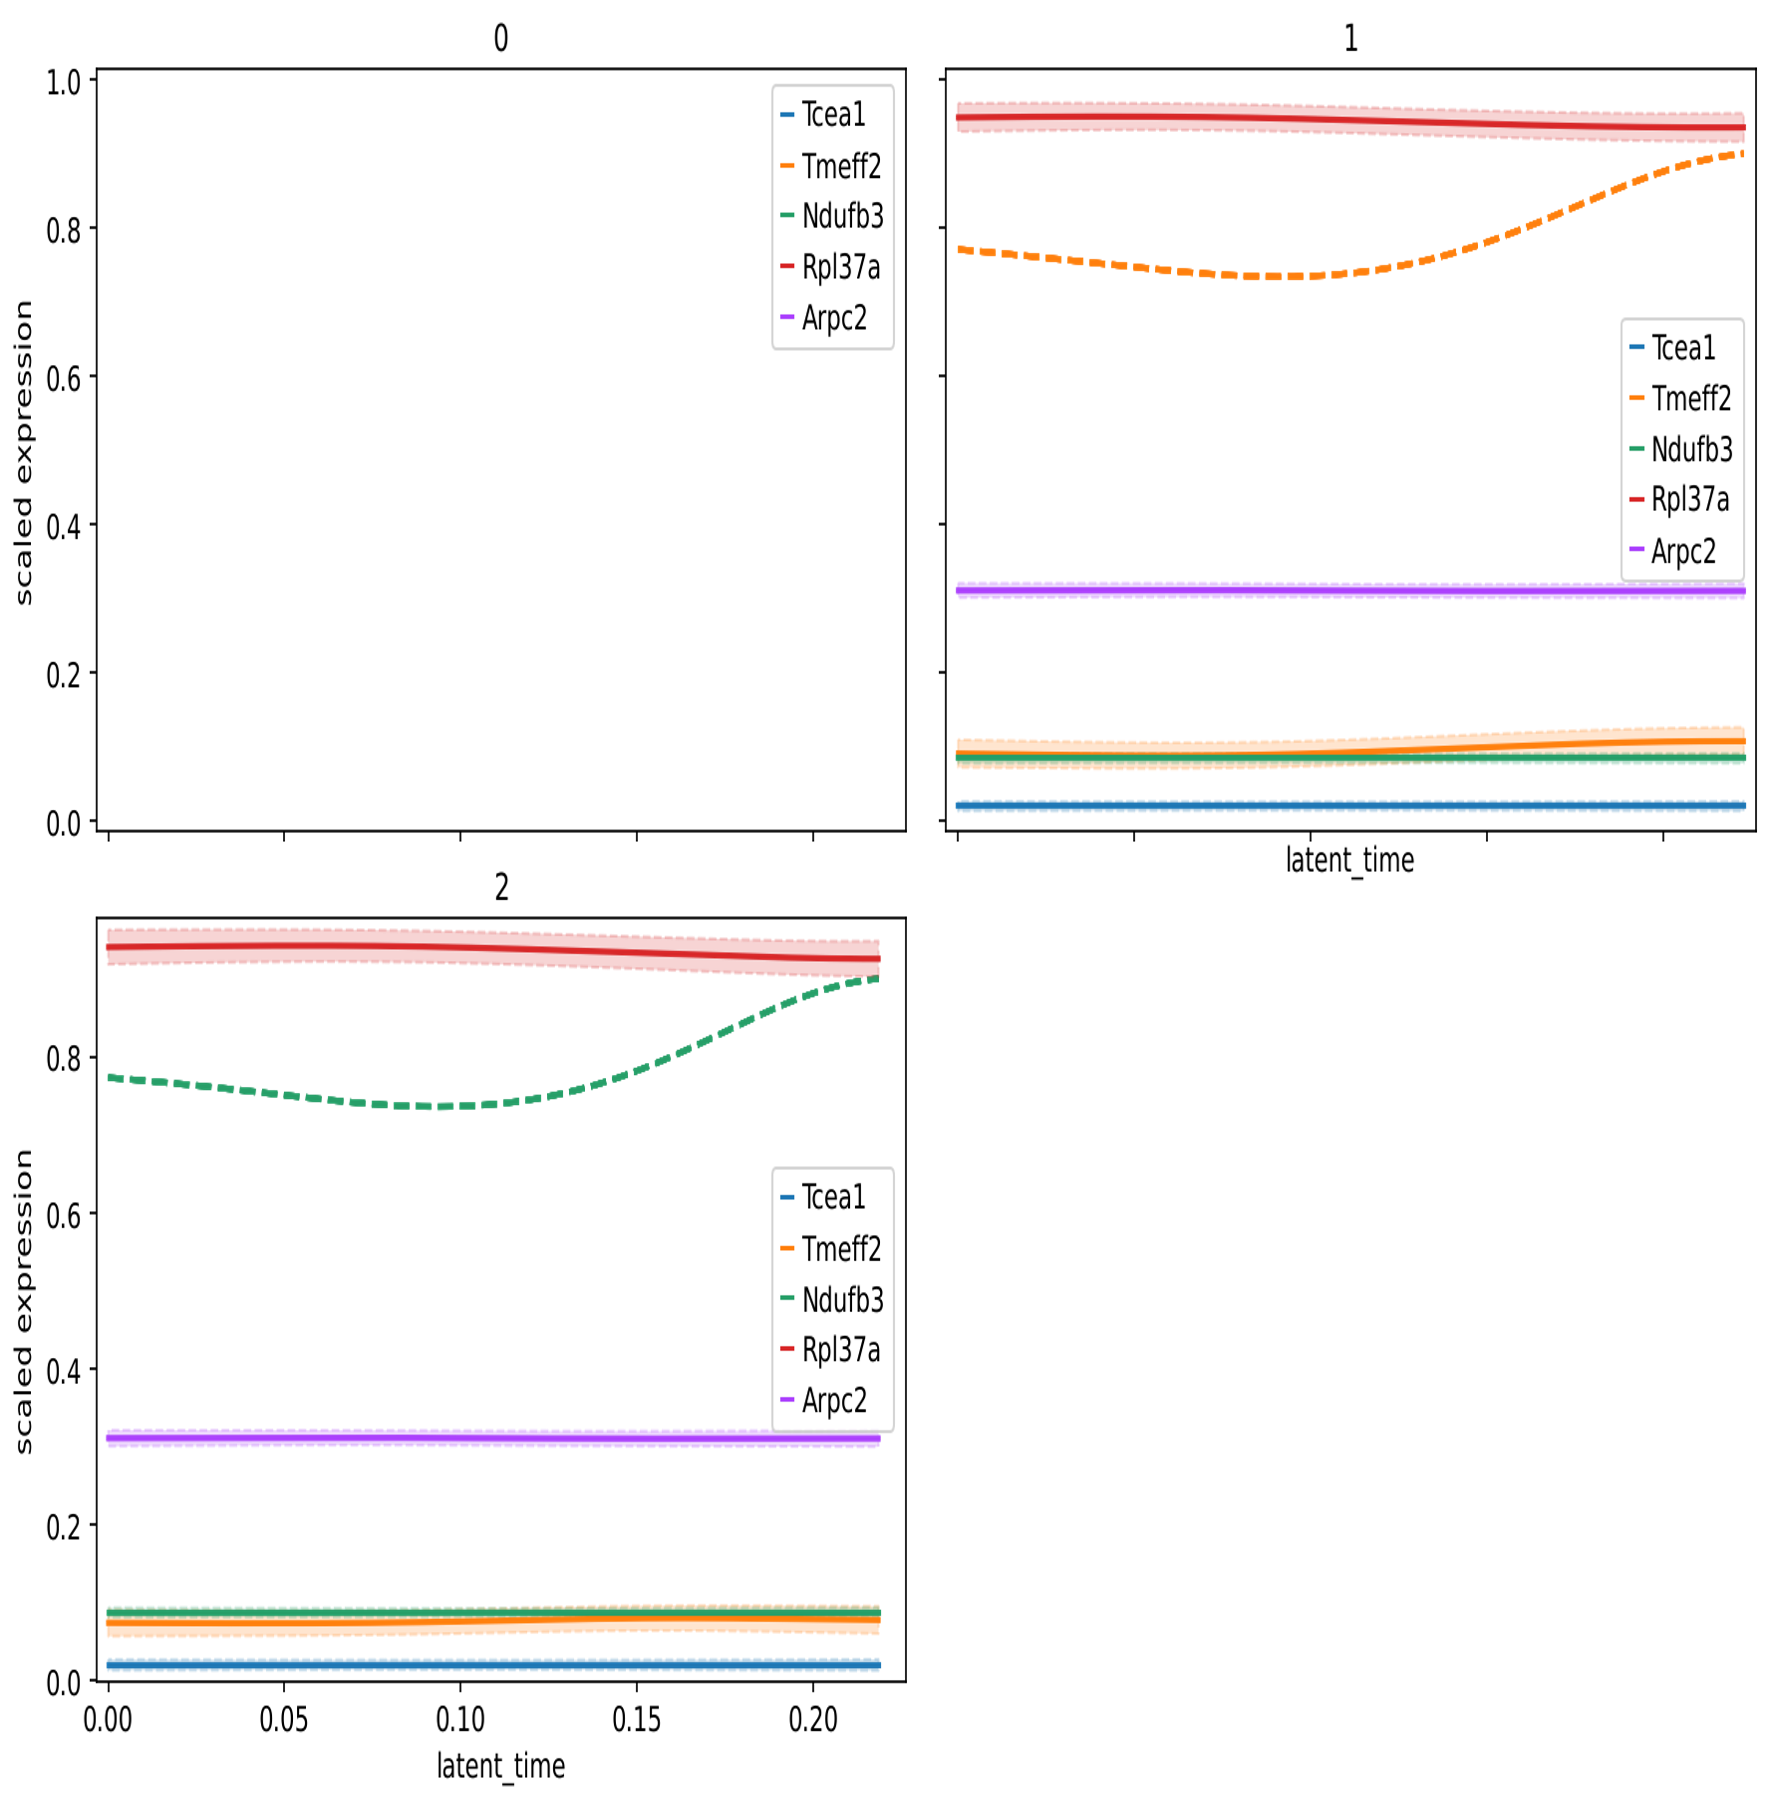 0
1
1.0
0.8
0.6
0.4
0.2
0.0
scaled expression
Tcea1
Tmeff2
Ndufb3
Rpl37a
Arpc2
Tcea1
Tmeff2
Ndufb3
Rpl37a
Arpc2
latent_time
2
0.8
0.6
0.4
0.2
0.0
scaled expression
Tcea1
Tmeff2
Ndufb3
Rpl37a
Arpc2
0.00 0.05 0.10 0.15 0.20
latent_time